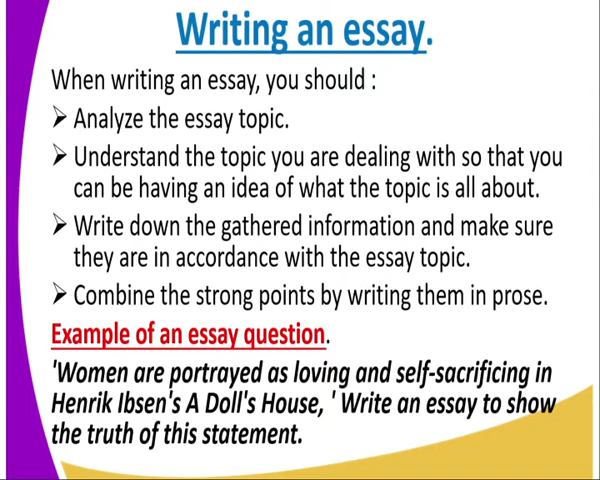 Writing an essay.
When writing an essay, you should :
➢ Analyze the essay topic.
➢ Understand the topic you are dealing with so that you
can be having an idea of what the topic is all about.
➢ Write down the gathered information and make sure
they are in accordance with the essay topic.
➢ Combine the strong points by writing them in prose.
Example of an essay question.
'Women are portrayed as loving and self-sacrificing in
Henrik Ibsen's A Doll's House, ' Write an essay to show
the truth of this statement.